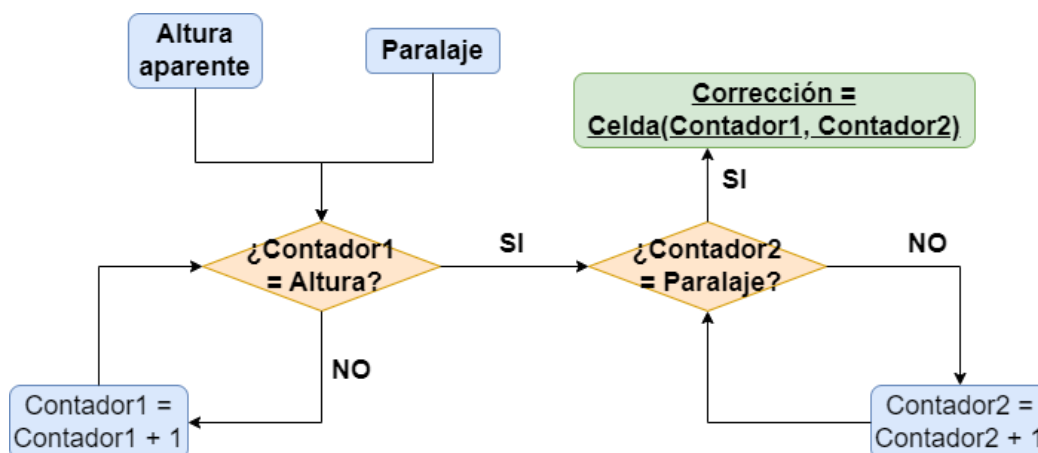 Altura
aparente
Paralaje
Corrección =
Celda(Contador1, Contador2)
SI
¿Contador1
= Altura?
SI
¿Contador2
= Paralaje?
NO
NO
Contador1 =
Contador1 + 1
Contador2 =
Contador2 + 1